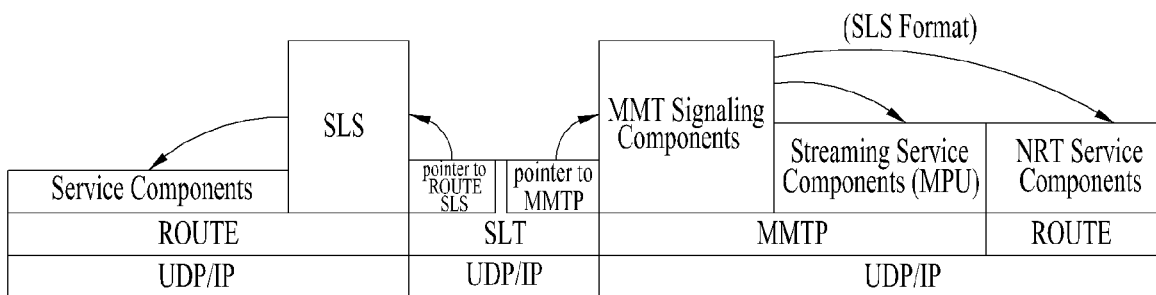 (SLS Format)
SLS
MMT Signaling
Components
pointer to
ROUTE
SLS
pointer to
MMTP
Service Components
Streaming Service
Components (MPU)
NRT Service
Components
ROUTE
SLT
MMTP
ROUTE
UDP/IP
UDP/IP
UDP/IP